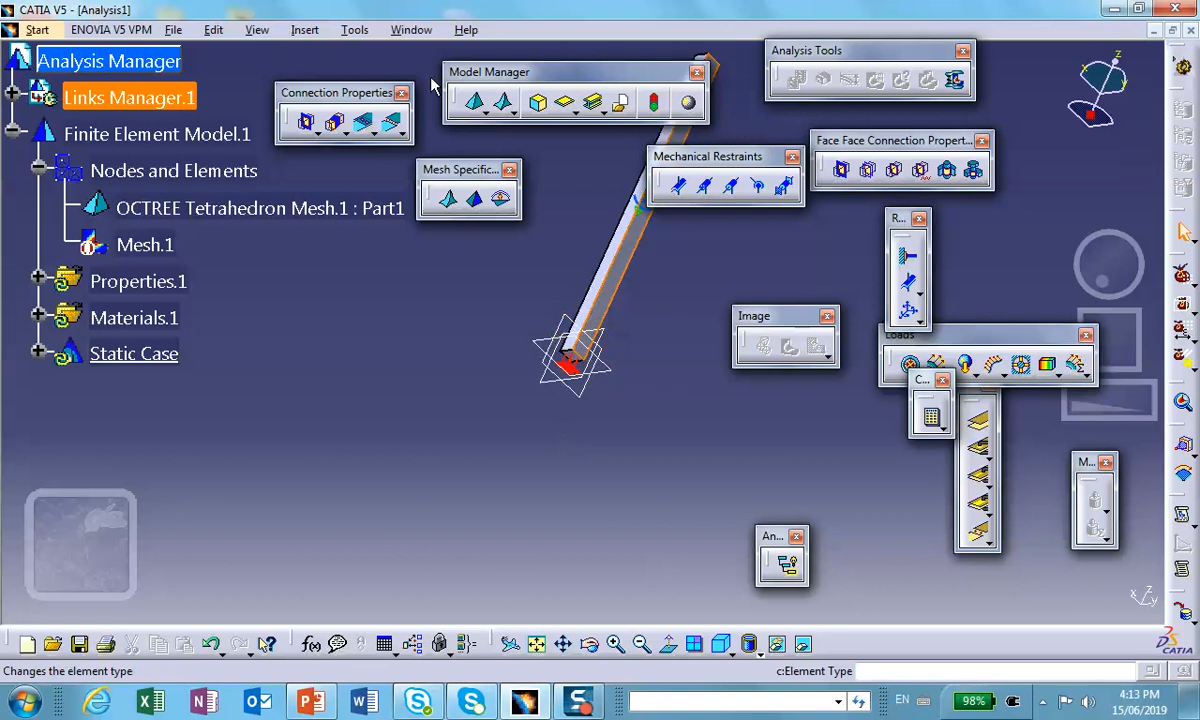 CATIA V5 - [Analysis1]
Start ENOVIA V5 VPM File Edit View Insert Tools Window Help
Analysis Manager
Links Manager.1
Finite Element Model.1
Nodes and Elements
OCTREE Tetrahedron Mesh.1 : Part1
Mesh.1
Properties.1
Materials.1
Static Case
Connection Properties
Model Manager
Analysis Tools
Mesh Specific...
Mechanical Restraints
Face Face Connection Propert...
R...
Image
Loads
C...
M...
An...
z
x
y
z
x
y
f(x)
DS
CATIA
Changes the element type
c:Element Type
EN
98%
4:13 PM
15/06/2019